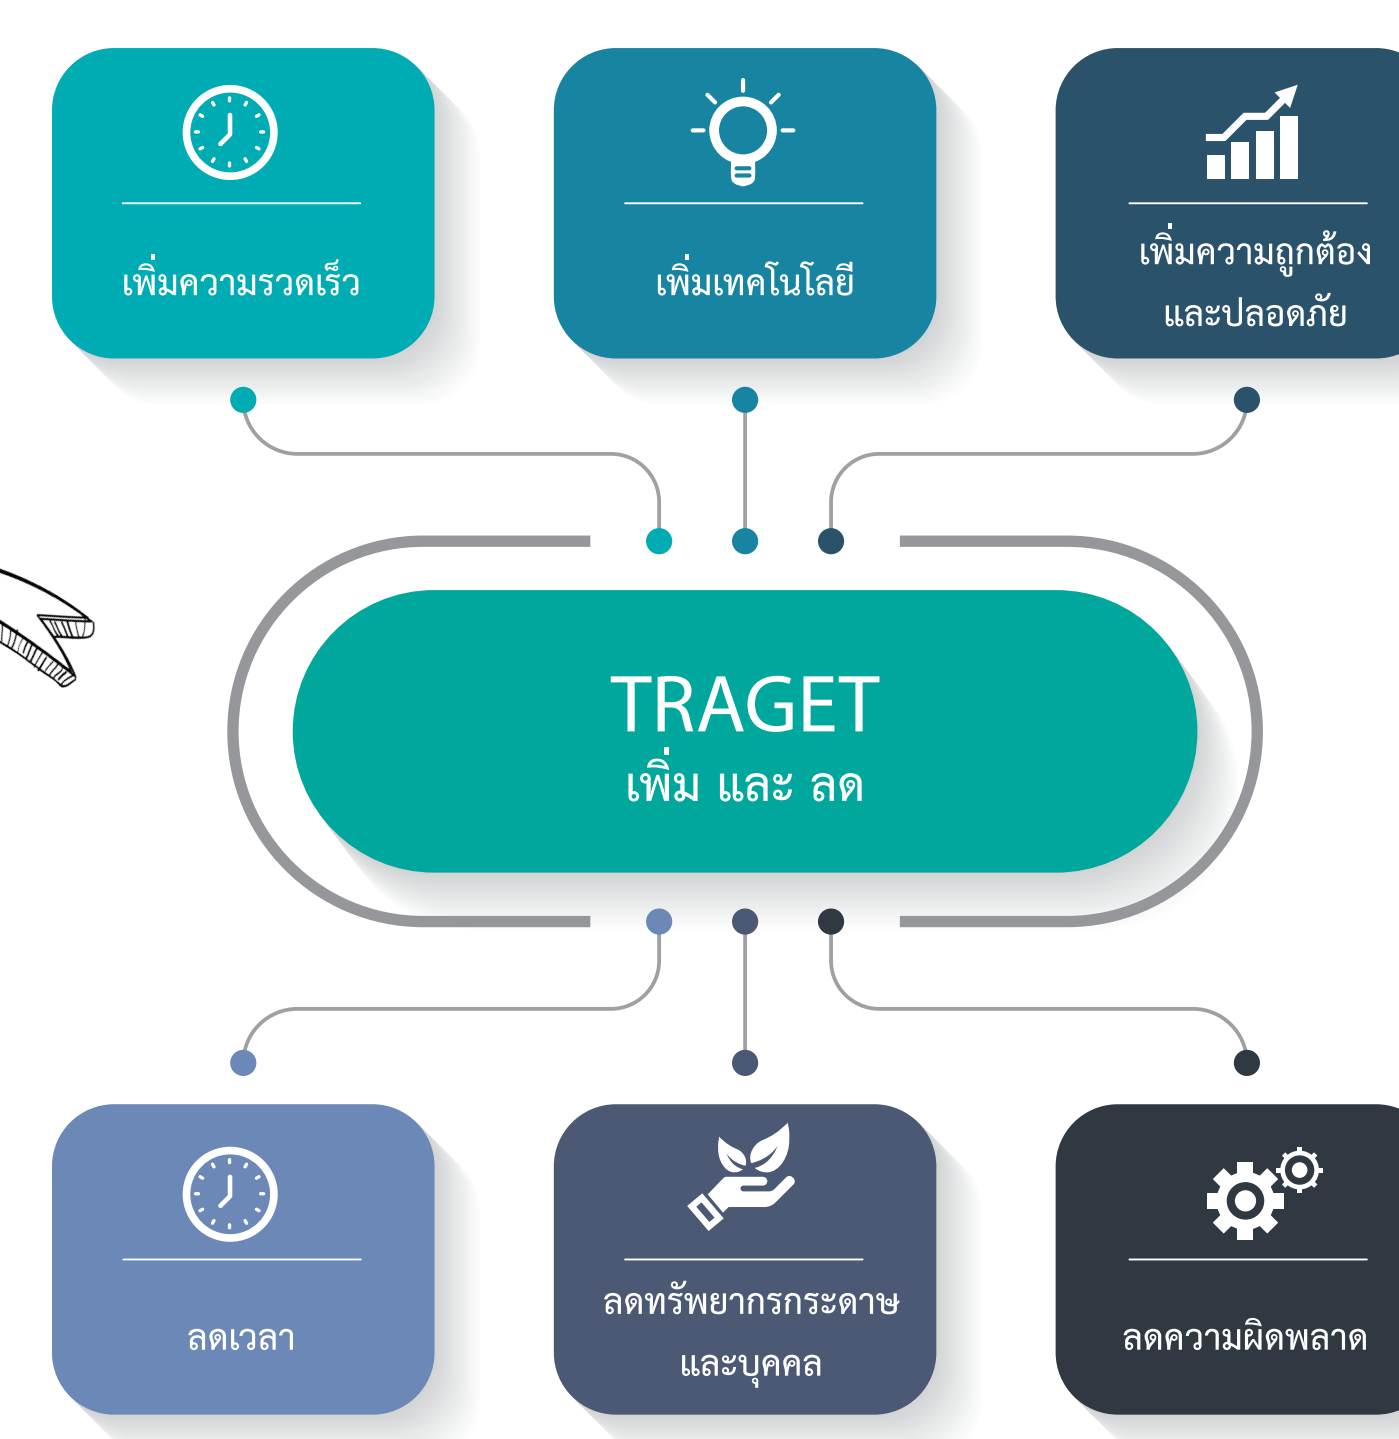 เพิ่มความรวดเร็ว
เพิ่มเทคโนโลยี
เพิ่มความถูกต้อง
และปลอดภัย
TRAGET
เพิ่ม และ ลด
ลดเวลา
ลดทรัพยากรกระดาษ
และบุคคล
ลดความผิดพลาด